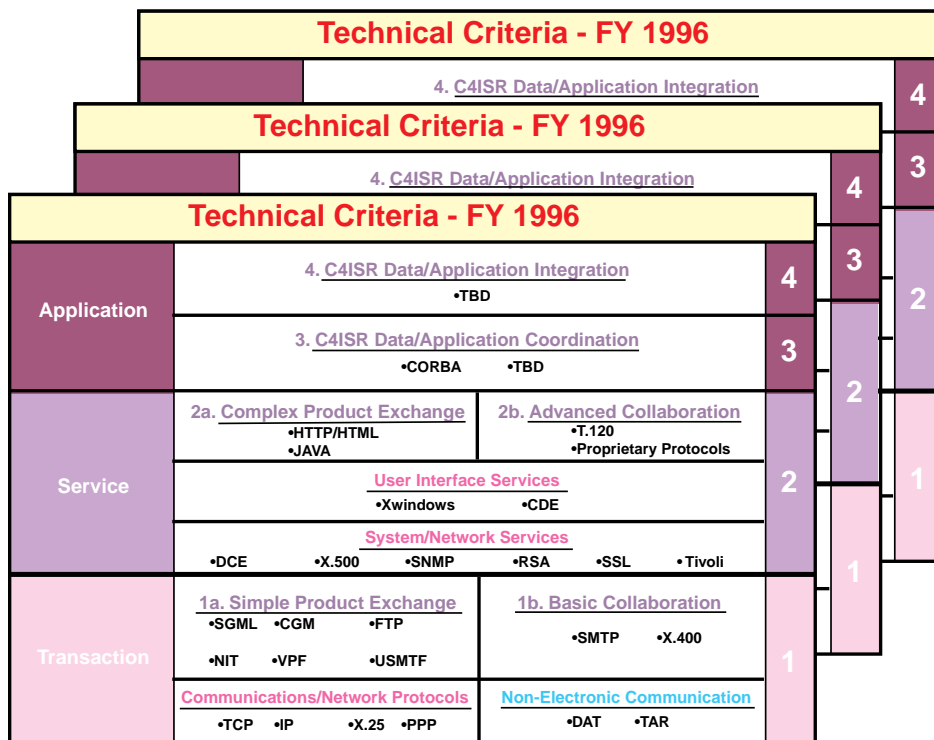 Technical Criteria - FY 1996
4. C4ISR Data/Application Integration
4
3
2
1
Technical Criteria - FY 1996
4. C4ISR Data/Application Integration
4
3
2
1
Technical Criteria - FY 1996
Application
4. C4ISR Data/Application Integration
•TBD
4
3. C4ISR Data/Application Coordination
•CORBA •TBD
3
Service
2a. Complex Product Exchange
•HTTP/HTML
•JAVA
2b. Advanced Collaboration
•T.120
•Proprietary Protocols
User Interface Services
•Xwindows •CDE
2
System/Network Services
•DCE •X.500 •SNMP •RSA •SSL •Tivoli
Transaction
1a. Simple Product Exchange
•SGML •CGM •FTP
•NIT •VPF •USMTF
1b. Basic Collaboration
•SMTP •X.400
1
Communications/Network Protocols
•TCP •IP •X.25 •PPP
Non-Electronic Communication
•DAT •TAR